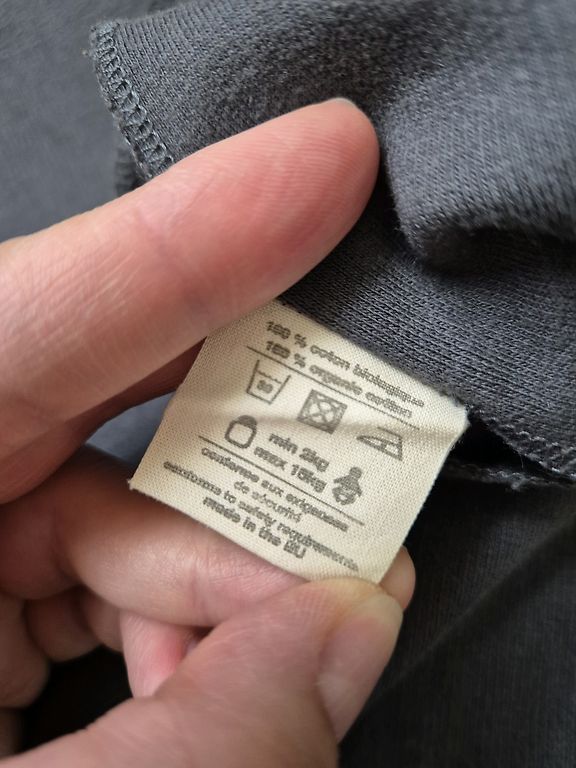 100 % coton biologique
100 % organic cotton
30
min 3kg
max 15kg
conforme aux exigences
de sécurité
conforms to safety requirements
made in the EU